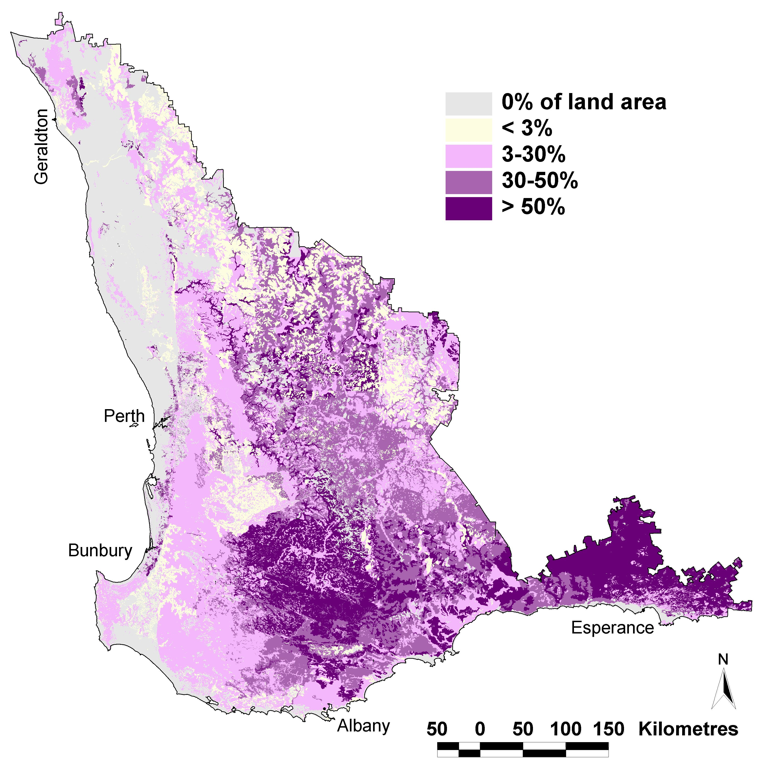 0% of land area
< 3%
3-30%
30-50%
> 50%
Geraldton
Perth
Bunbury
Esperance
Albany
N
50 0 50 100 150 Kilometres